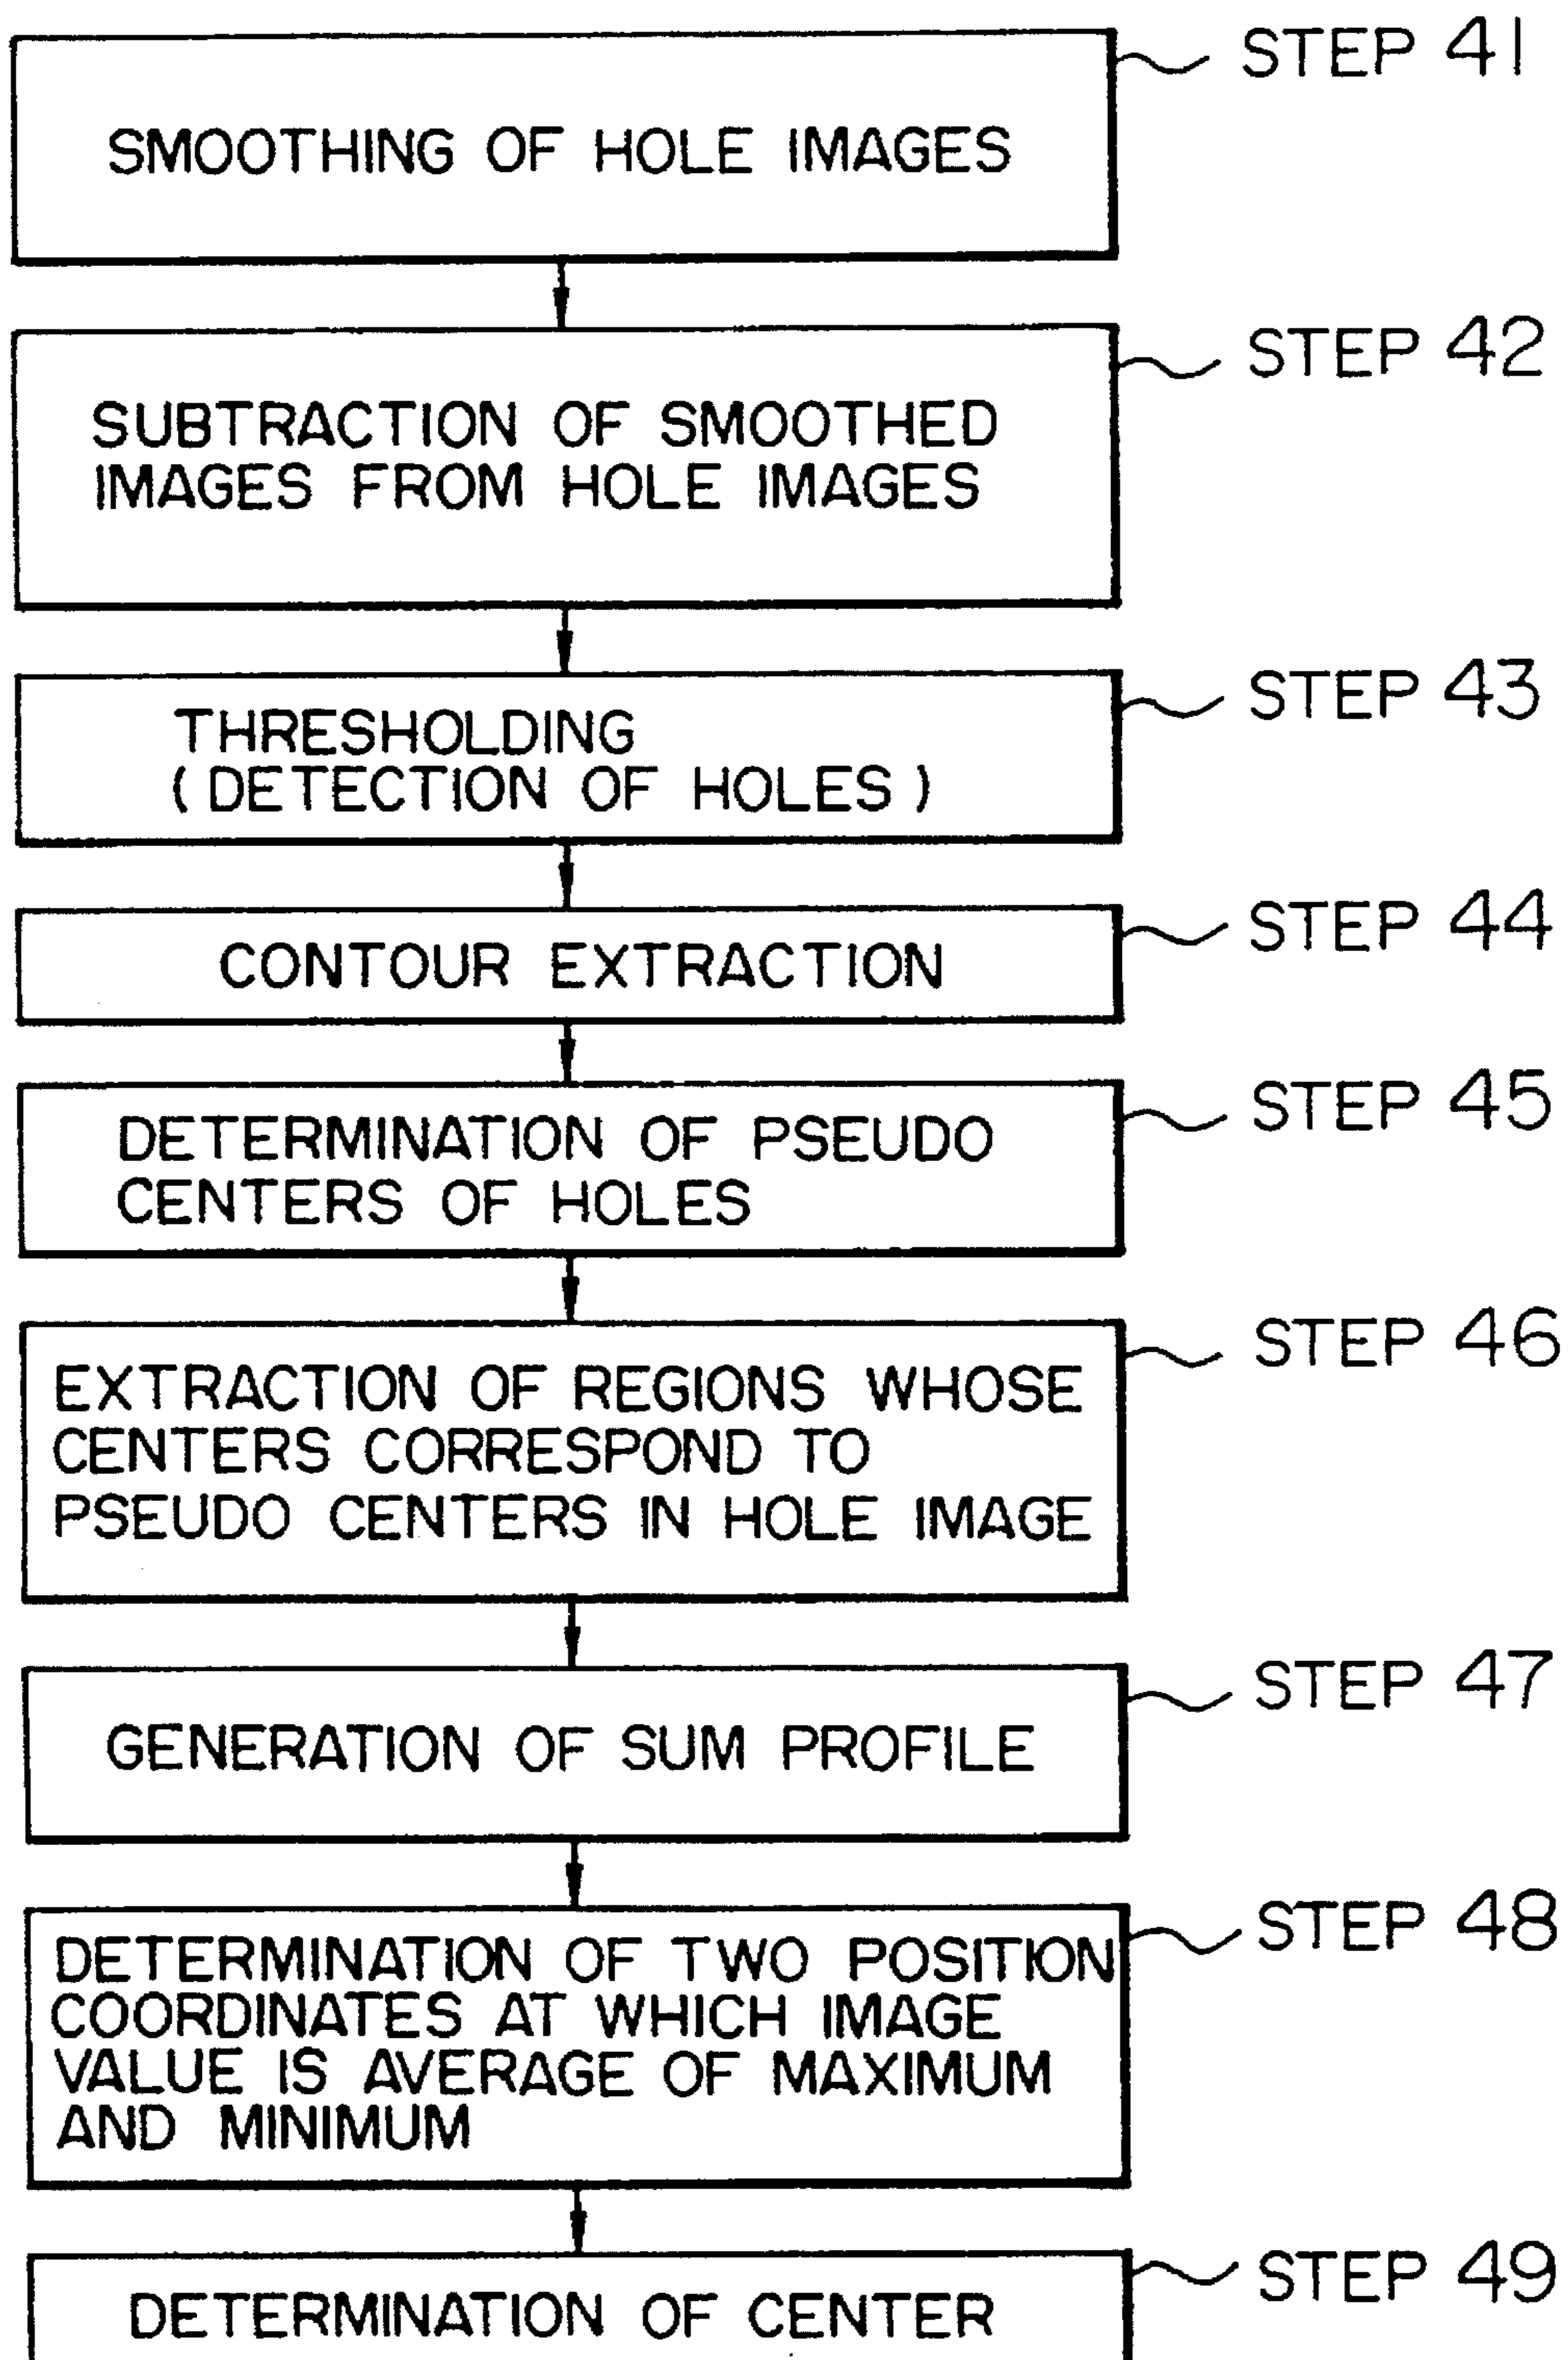 STEP 41
SMOOTHING OF HOLE IMAGES
STEP 42
SUBTRACTION OF SMOOTHED
IMAGES FROM HOLE IMAGES
STEP 43
THRESHOLDING
(DETECTION OF HOLES)
STEP 44
CONTOUR EXTRACTION
STEP 45
DETERMINATION OF PSEUDO
CENTERS OF HOLES
STEP 46
EXTRACTION OF REGIONS WHOSE
CENTERS CORRESPOND TO
PSEUDO CENTERS IN HOLE IMAGE
STEP 47
GENERATION OF SUM PROFILE
STEP 48
DETERMINATION OF TWO POSITION
COORDINATES AT WHICH IMAGE
VALUE IS AVERAGE OF MAXIMUM
AND MINIMUM
STEP 49
DETERMINATION OF CENTER